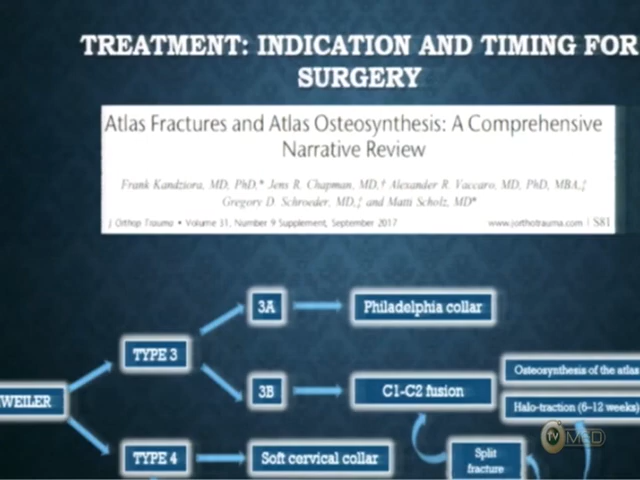 TREATMENT: INDICATION AND TIMING FOR
SURGERY
Atlas Fractures and Atlas Osteosynthesis: A Comprehensive
Narrative Review
Frank Kandziora, MD, PhD,* Jens R. Chapman, MD,† Alexander R. Vaccaro, MD, PhD, MBA,‡
Gregory D. Schroeder, MD,‡ and Matti Scholz, MD*
J Orthop Trauma • Volume 31, Number 9 Supplement, September 2017
www.jorthotrauma.com | S81
3A
Philadelphia collar
TYPE 3
Osteosynthesis of the atlas
3B
C1-C2 fusion
WEILER
Halo-traction (6-12 weeks)
TV MED
TYPE 4
Soft cervical collar
Split
fracture